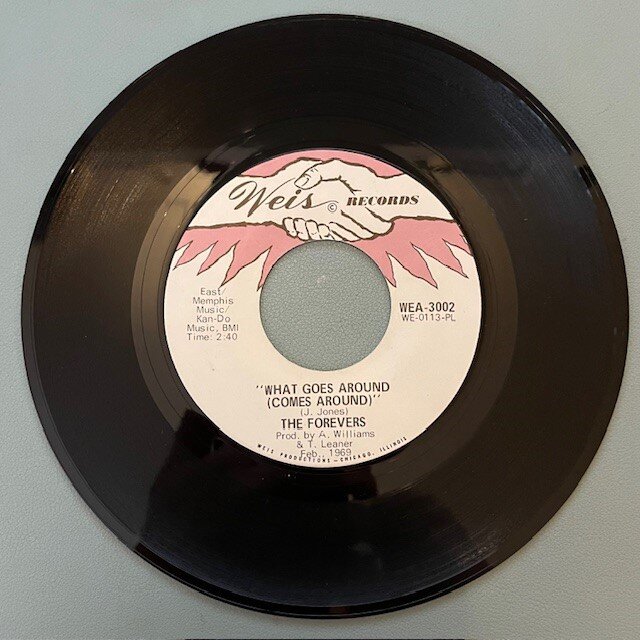 Weis © RECORDS
East/
Memphis
Music/
Kan-Do
Music, BMI
Time: 2:40
WEA-3002
WE-0113-PL
"WHAT GOES AROUND
(COMES AROUND)"
(J. Jones)
THE FOREVERS
Prod. by A. Williams
& T. Leaner
Feb., 1969
WEIS PRODUCTIONS — CHICAGO, ILLINOIS